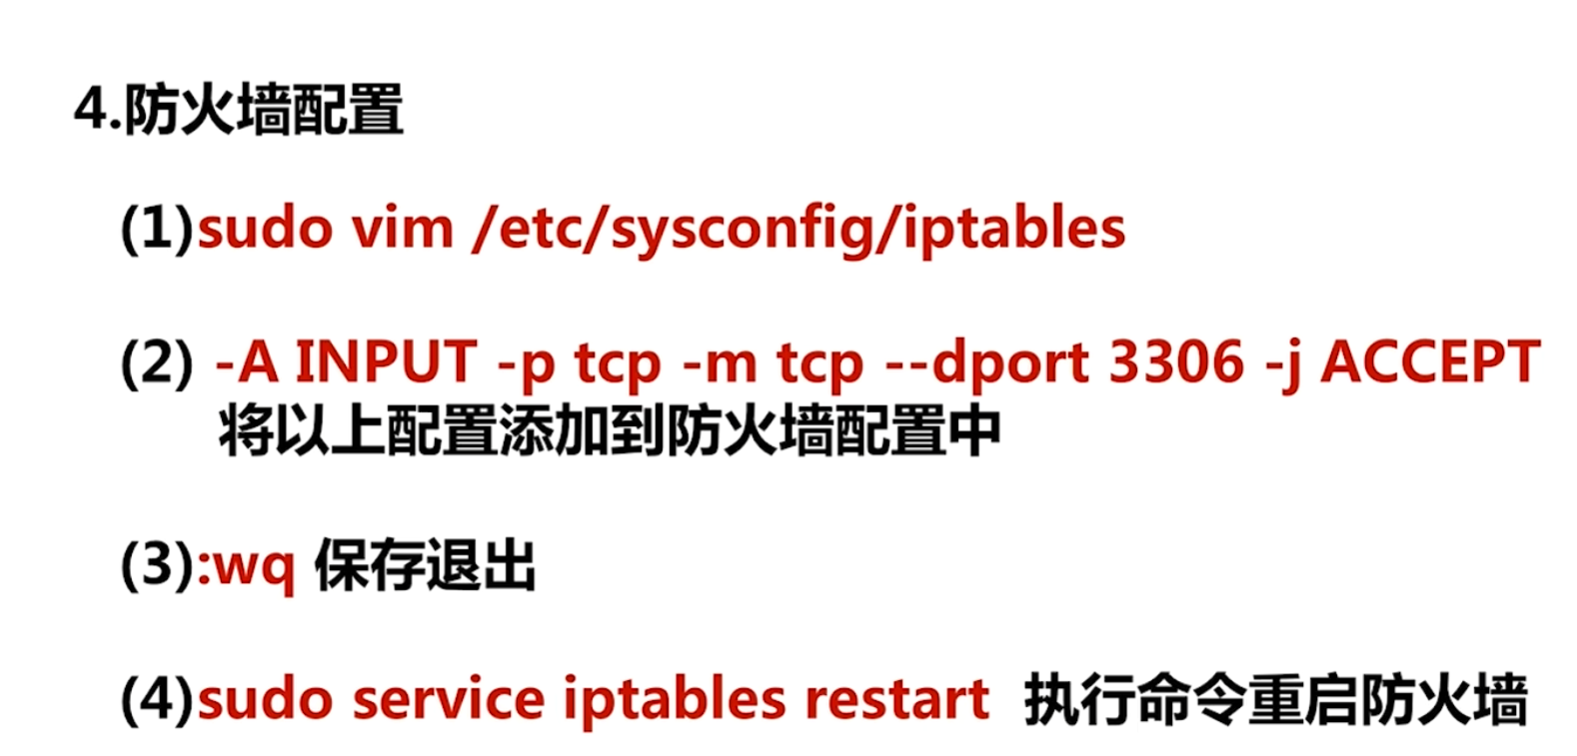 4.防火墙配置
(1)sudo vim /etc/sysconfig/iptables
(2) -A INPUT -p tcp -m tcp --dport 3306 -j ACCEPT
将以上配置添加到防火墙配置中
(3):wq 保存退出
(4)sudo service iptables restart 执行命令重启防火墙